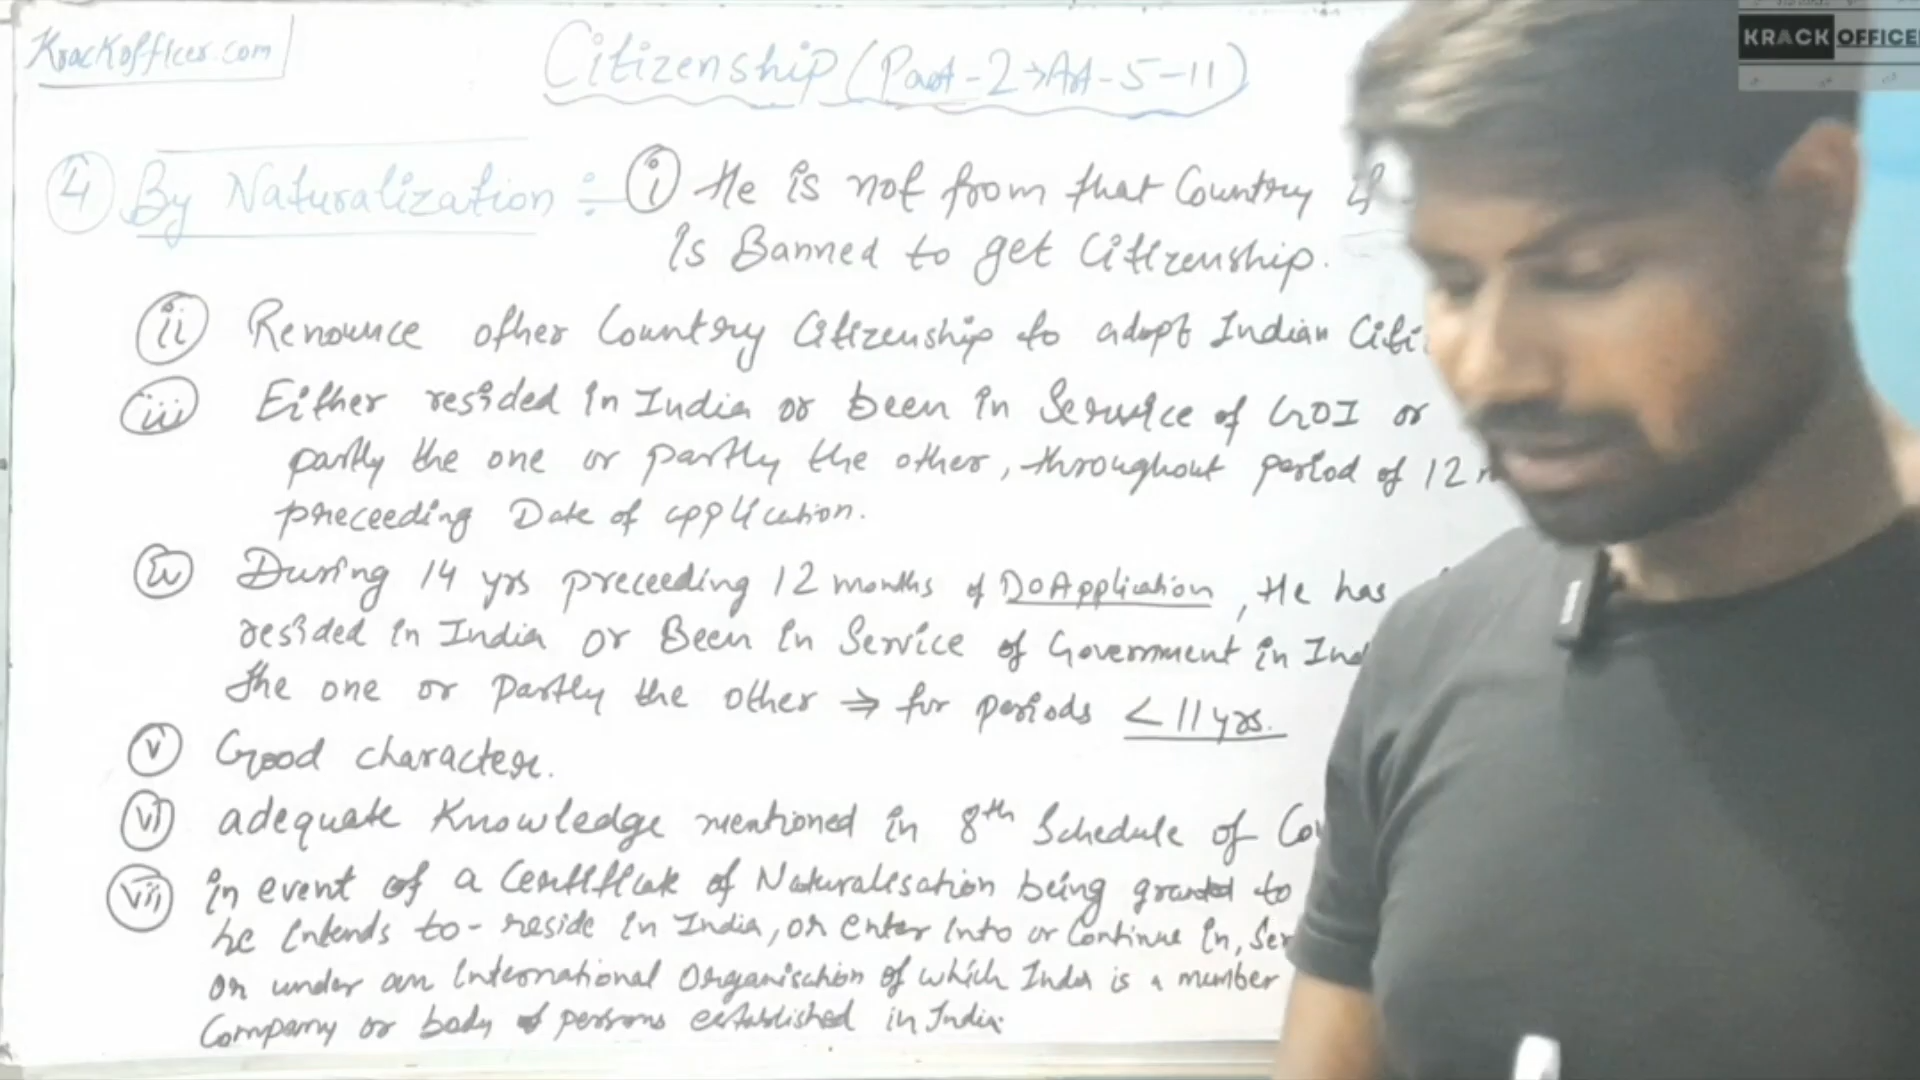 Krackofficer.com
KRACK OFFICE
Citizenship (Part-2→Art-5-11)
④ By Naturalization ÷ ⓘ He is not from that Country if
is Banned to get Citizenship.
(ii) Renounce other Country Citizenship to adopt Indian Citi
(iii) Either resided in India or been in Service of GOI or
partly the one or partly the other, throughout period of 12 m
preceeding Date of application.
(iv) During 14 yrs preceeding 12 months of DoApplication, He has
resided in India or Been in Service of Government in Ind
the one or Partly the other ⇒ for periods < 11 yrs.
(v) Good character.
(vi) adequate Knowledge mentioned in 8th Schedule of Co
(vii) in event of a Certificate of Naturalisation being granted to
he intends to- reside in India, or enter into or Continue in, Ser
or under an International Organisation of which India is a member
Company or body of persons established in India.